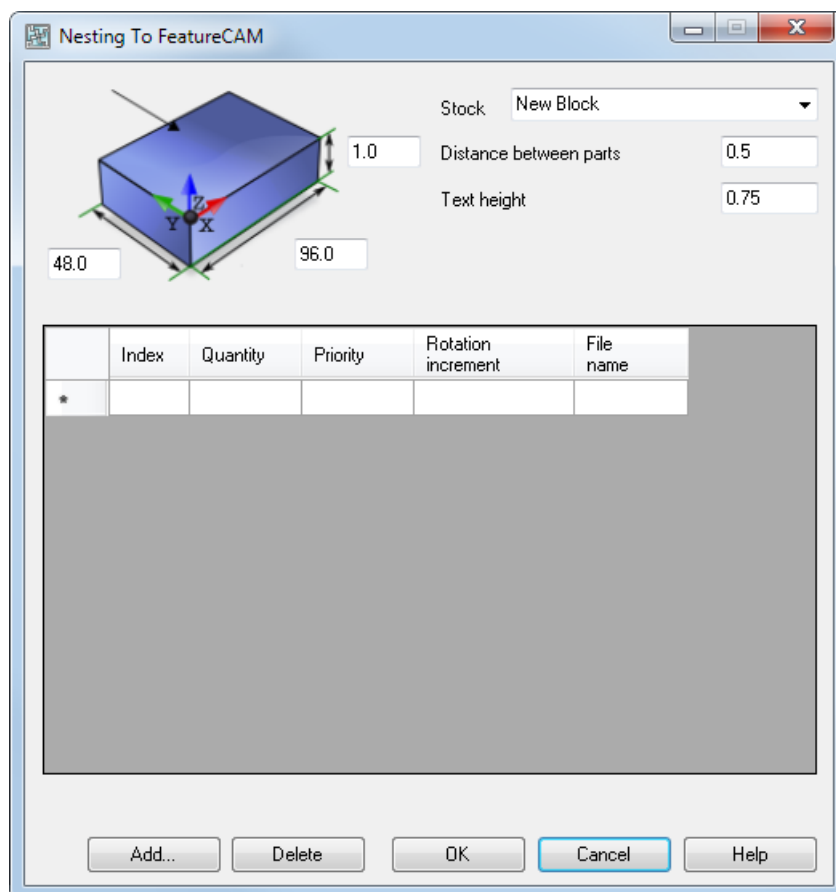 Nesting To FeatureCAM
Stock New Block
1.0 Distance between parts 0.5
Text height 0.75
Z
Y X
48.0 96.0
Index Quantity Priority Rotation increment File name
*
Add... Delete OK Cancel Help